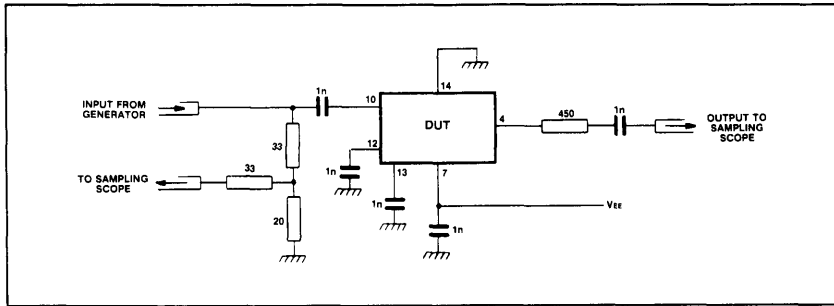 14
1n
INPUT FROM
GENERATOR
10
4
450
1n
OUTPUT TO
SAMPLING
SCOPE
DUT
12
33
33
TO SAMPLING
SCOPE
1n
13
7
1n
VEE
20
1n